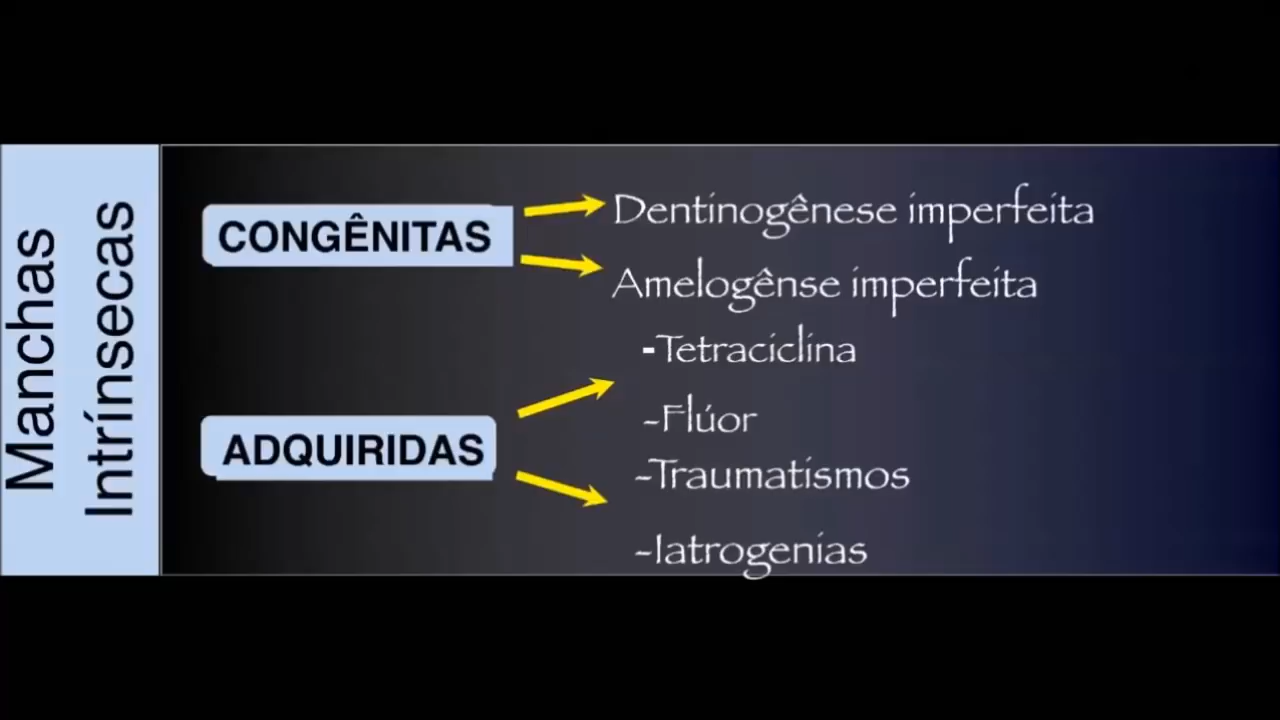 Manchas
Intrínsecas
CONGÊNITAS
Dentinogênese imperfeita
Amelogênse imperfeita
ADQUIRIDAS
-Tetraciclina
-Flúor
-Traumatismos
-Iatrogenias